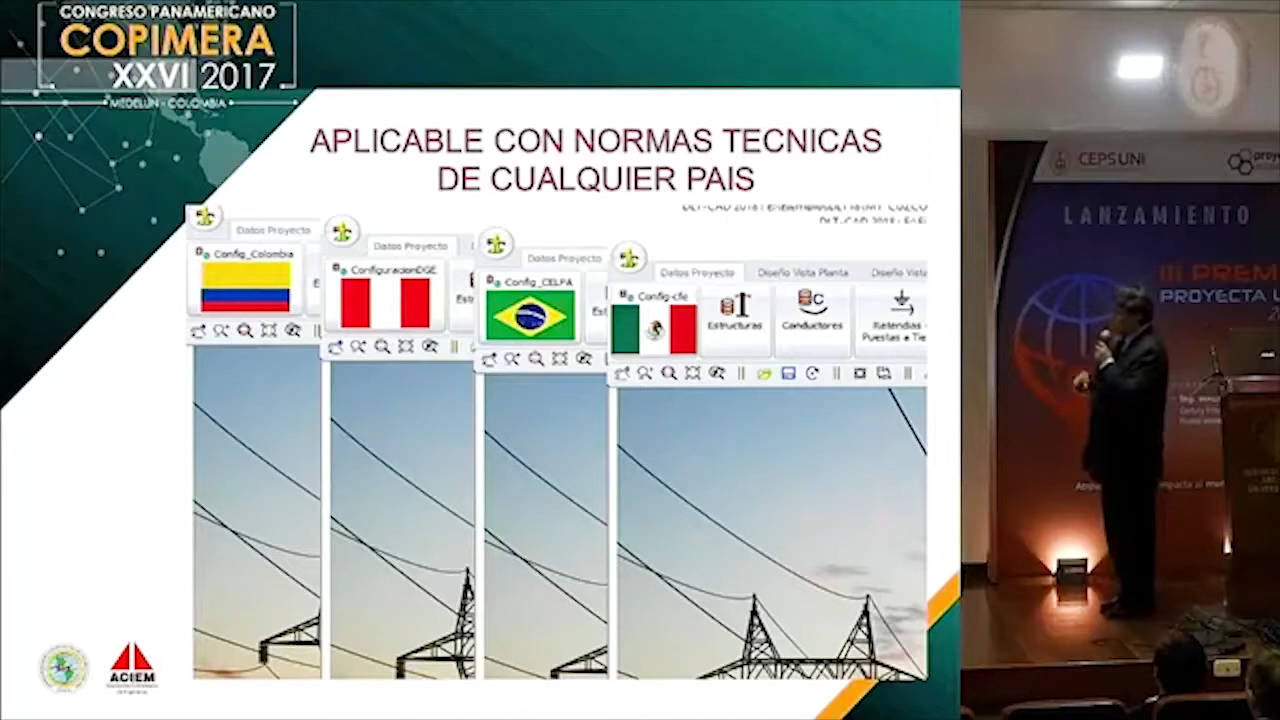 CONGRESO PANAMERICANO
COPIMERA
XXVI 2017
MEDELLIN - COLOMBIA
APLICABLE CON NORMAS TECNICAS
DE CUALQUIER PAIS
Datos Proyecto
Config_Colombia
Datos Proyecto
ConfiguracionDGE
Datos Proyecto
Config_CELPA
Datos Proyecto
Diseño Vista Planta
Diseño Vista
Config-cfe
Estructuras
Conductores
Retenidas
Puestas a Tie
ACIEM
CEPSUNI
proye
LANZAMIENTO
III PREM
PROYECTA U